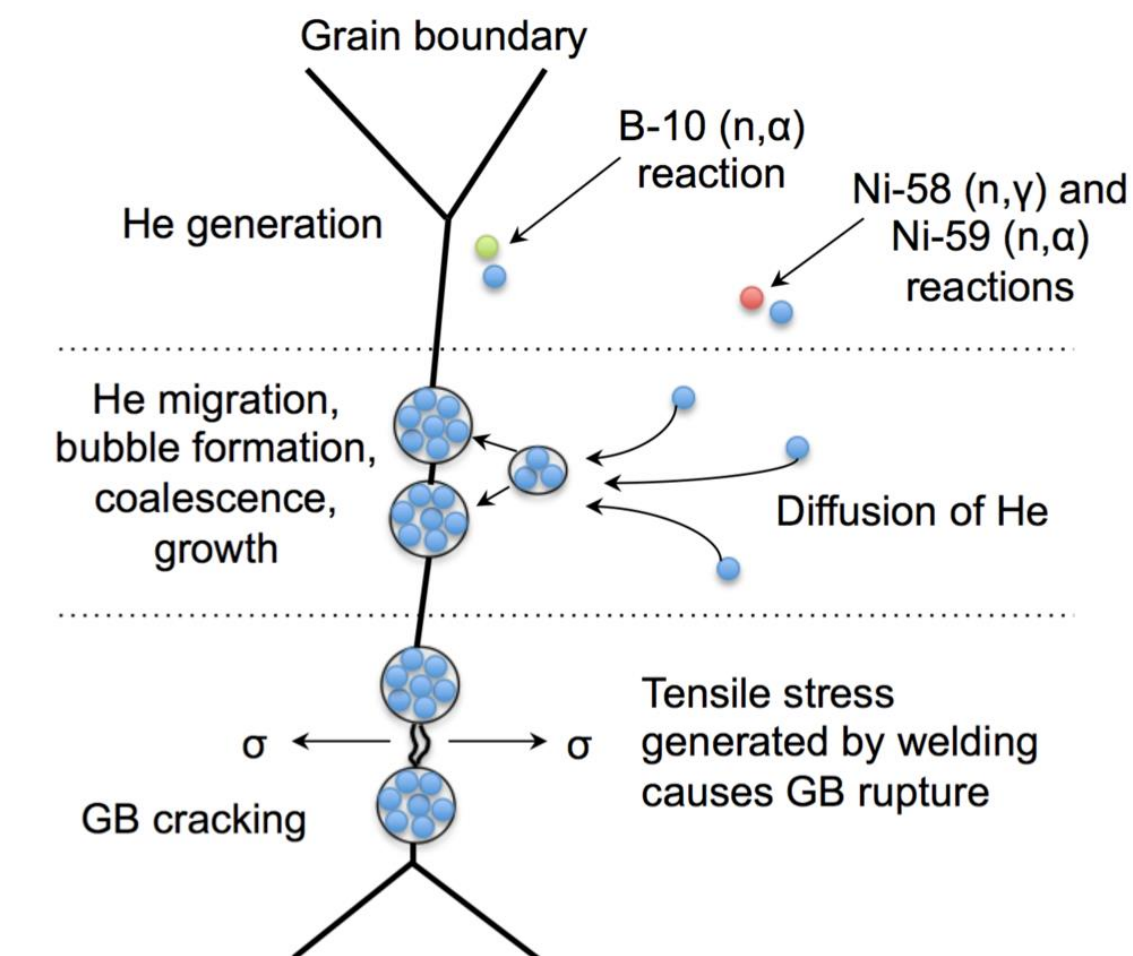 Grain boundary
B-10 (n,α)
reaction
Ni-58 (n,γ) and
Ni-59 (n,α)
reactions
He generation
He migration,
bubble formation,
coalescence,
growth
Diffusion of He
Tensile stress
generated by welding
causes GB rupture
σ
σ
GB cracking